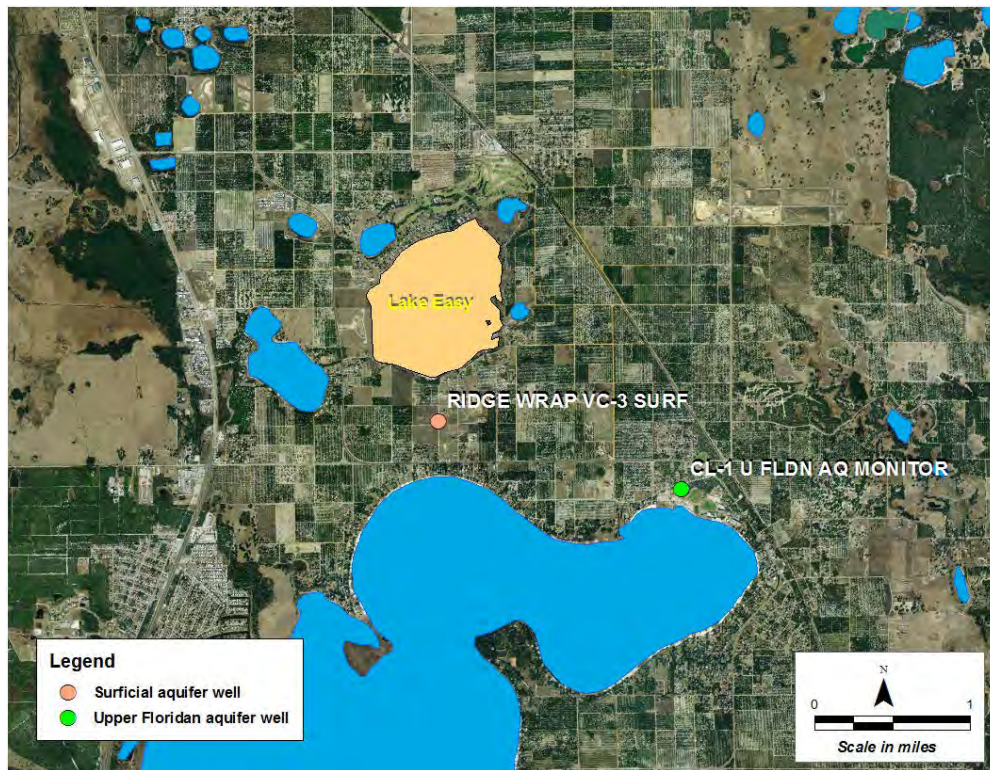 Lake Easy
RIDGE WRAP VC-3 SURF
CL-1 U FLDN AQ MONITOR
Legend
Surficial aquifer well
Upper Floridan aquifer well
N
0 1
Scale in miles